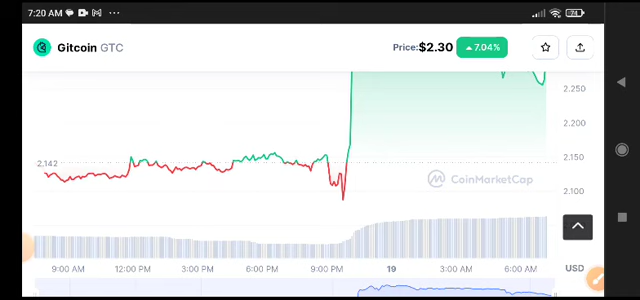 7:20 AM
74
Gitcoin GTC
Price:$2.30 7.04%
2.250
2.200
2.142
2.150
CoinMarketCap
2.100
9:00 AM 12:00 PM 3:00 PM 6:00 PM 9:00 PM 19 3:00 AM 6:00 AM USD